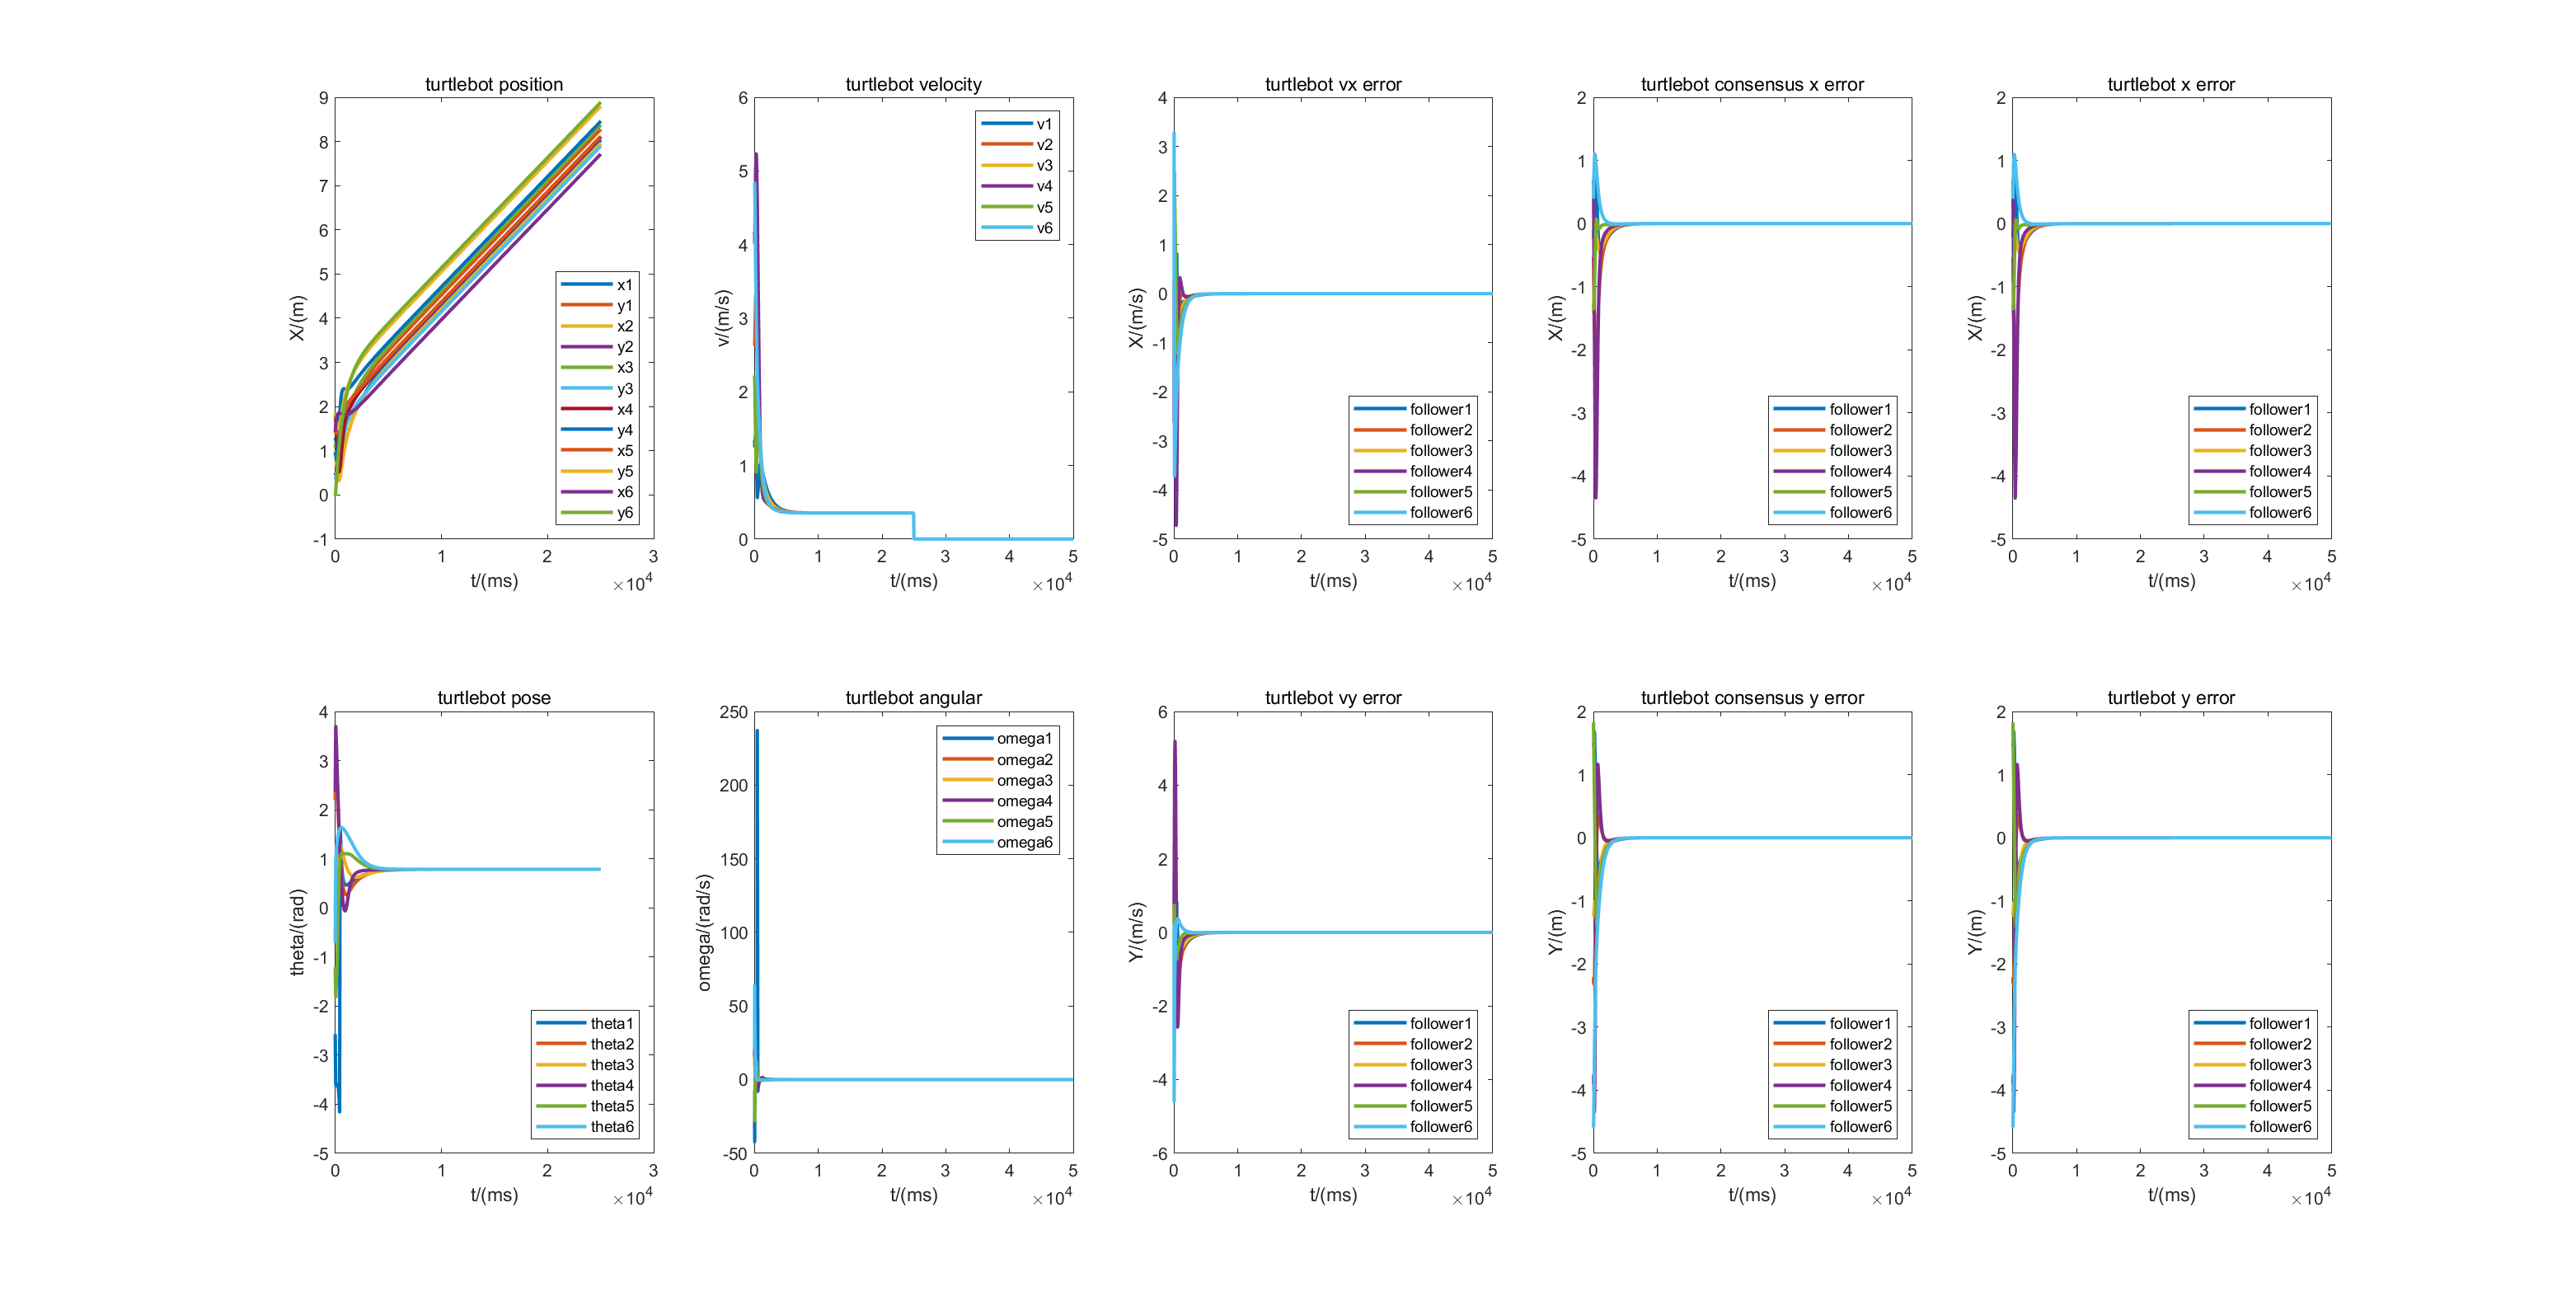 turtlebot position
9
8
7
6
5
4
3
2
1
0
-1
X/(m)
x1
y1
x2
y2
x3
y3
x4
y4
x5
y5
x6
y6
0 1 2 3
t/(ms)
×10^4
turtlebot velocity
6
5
4
3
2
1
0
v/(m/s)
v1
v2
v3
v4
v5
v6
0 1 2 3 4 5
t/(ms)
×10^4
turtlebot vx error
4
3
2
1
0
-1
-2
-3
-4
-5
X/(m/s)
follower1
follower2
follower3
follower4
follower5
follower6
0 1 2 3 4 5
t/(ms)
×10^4
turtlebot consensus x error
2
1
0
-1
-2
-3
-4
-5
X/(m)
follower1
follower2
follower3
follower4
follower5
follower6
0 1 2 3 4 5
t/(ms)
×10^4
turtlebot x error
2
1
0
-1
-2
-3
-4
-5
X/(m)
follower1
follower2
follower3
follower4
follower5
follower6
0 1 2 3 4 5
t/(ms)
×10^4
turtlebot pose
4
3
2
1
0
-1
-2
-3
-4
-5
theta/(rad)
theta1
theta2
theta3
theta4
theta5
theta6
0 1 2 3
t/(ms)
×10^4
turtlebot angular
250
200
150
100
50
0
-50
omega/(rad/s)
omega1
omega2
omega3
omega4
omega5
omega6
0 1 2 3 4 5
t/(ms)
×10^4
turtlebot vy error
6
4
2
0
-2
-4
-6
Y/(m/s)
follower1
follower2
follower3
follower4
follower5
follower6
0 1 2 3 4 5
t/(ms)
×10^4
turtlebot consensus y error
2
1
0
-1
-2
-3
-4
-5
Y/(m)
follower1
follower2
follower3
follower4
follower5
follower6
0 1 2 3 4 5
t/(ms)
×10^4
turtlebot y error
2
1
0
-1
-2
-3
-4
-5
Y/(m)
follower1
follower2
follower3
follower4
follower5
follower6
0 1 2 3 4 5
t/(ms)
×10^4